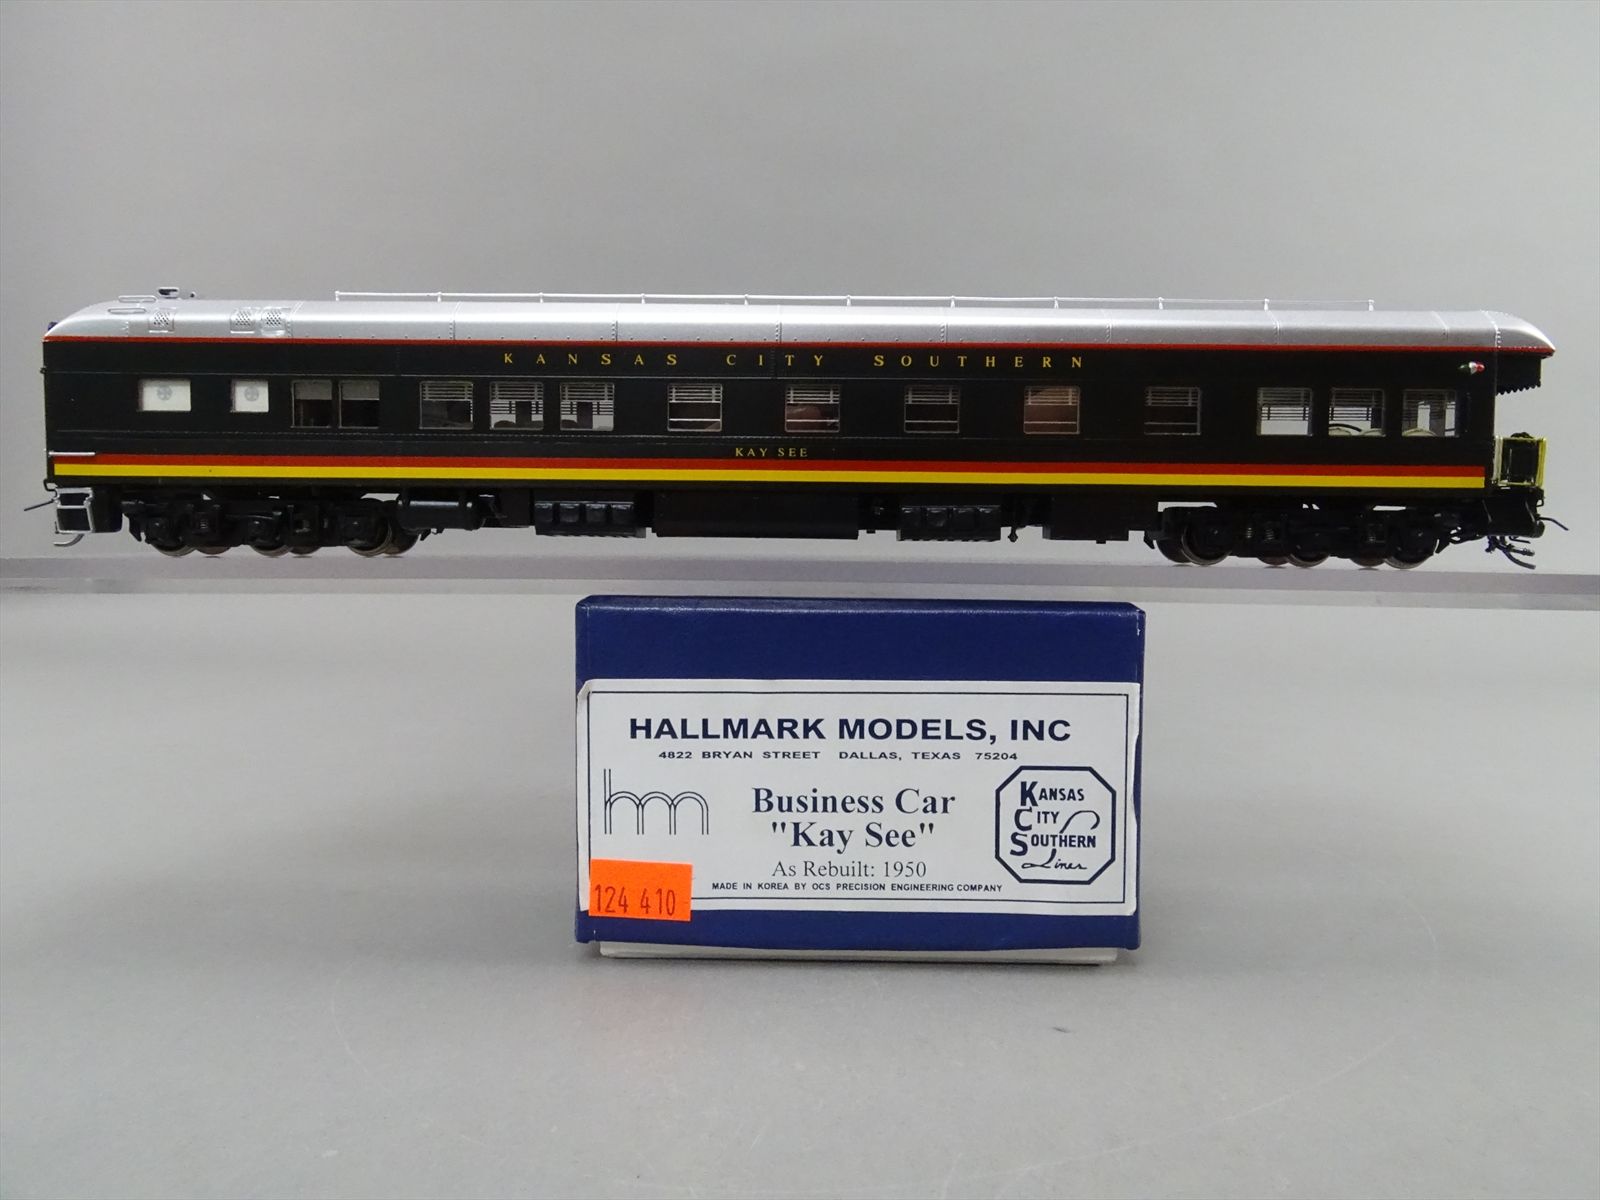 KANSAS CITY SOUTHERN
KAY SEE
HALLMARK MODELS, INC
4822 BRYAN STREET DALLAS, TEXAS 75204
hm
Business Car
"Kay See"
As Rebuilt: 1950
MADE IN KOREA BY OCS PRECISION ENGINEERING COMPANY
KANSAS
CITY
SOUTHERN
Lines
124 410